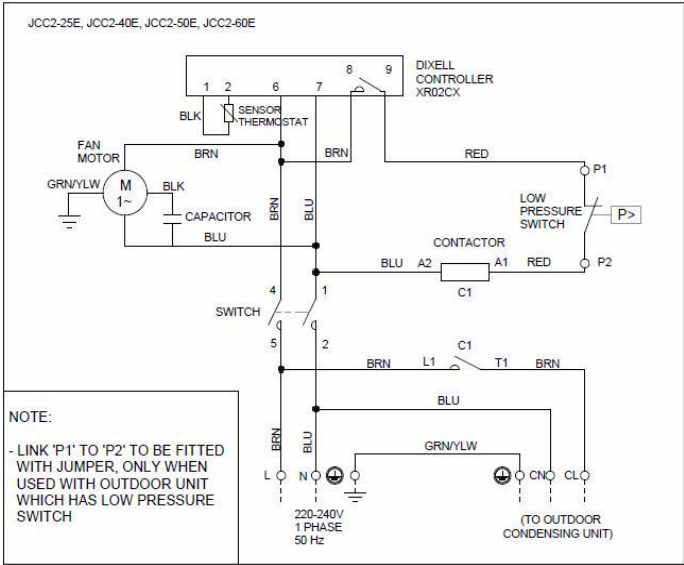 JCC2-25E, JCC2-40E, JCC2-50E, JCC2-60E
DIXELL
CONTROLLER
XR02CX
1 2 6 7 8 9
BLK
SENSOR
THERMOSTAT
FAN
MOTOR
BRN
BRN
RED
P1
GRN/YLW
M
1~
BLK
CAPACITOR
BLU
BRN
BLU
LOW
PRESSURE
SWITCH
P>
CONTACTOR
BLU A2 A1 RED P2
C1
4 1
SWITCH
5 2
C1
BRN L1 T1 BRN
BLU
NOTE:
- LINK 'P1' TO 'P2' TO BE FITTED
WITH JUMPER, ONLY WHEN
USED WITH OUTDOOR UNIT
WHICH HAS LOW PRESSURE
SWITCH
BRN
BLU
GRN/YLW
L N CN CL
220-240V
1 PHASE
50 Hz
(TO OUTDOOR
CONDENSING UNIT)